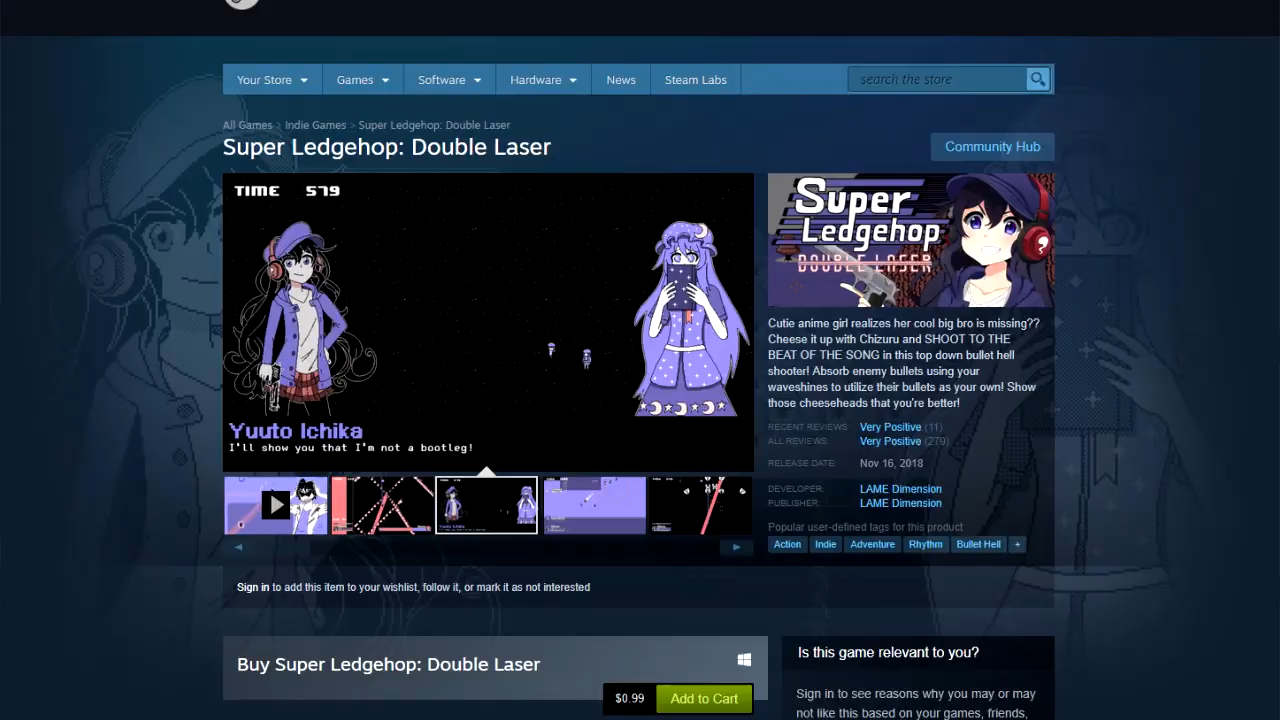 Your Store Games Software Hardware News Steam Labs search the store
All Games > Indie Games > Super Ledgehop: Double Laser
Super Ledgehop: Double Laser
Community Hub
TIME 579
Yuuto Ichika
I'll show you that I'm not a bootleg!
Super
Ledgehop
DOUBLE LASER
Cutie anime girl realizes her cool big bro is missing??
Cheese it up with Chizuru and SHOOT TO THE
BEAT OF THE SONG in this top down bullet hell
shooter! Absorb enemy bullets using your
waveshines to utilize their bullets as your own! Show
those cheeseheads that you're better!
RECENT REVIEWS: Very Positive (11)
ALL REVIEWS: Very Positive (279)
RELEASE DATE: Nov 16, 2018
DEVELOPER: LAME Dimension
PUBLISHER: LAME Dimension
Popular user-defined tags for this product
Action Indie Adventure Rhythm Bullet Hell +
Sign in to add this item to your wishlist, follow it, or mark it as not interested
Buy Super Ledgehop: Double Laser
$0.99 Add to Cart
Is this game relevant to you?
Sign in to see reasons why you may or may
not like this based on your games, friends,